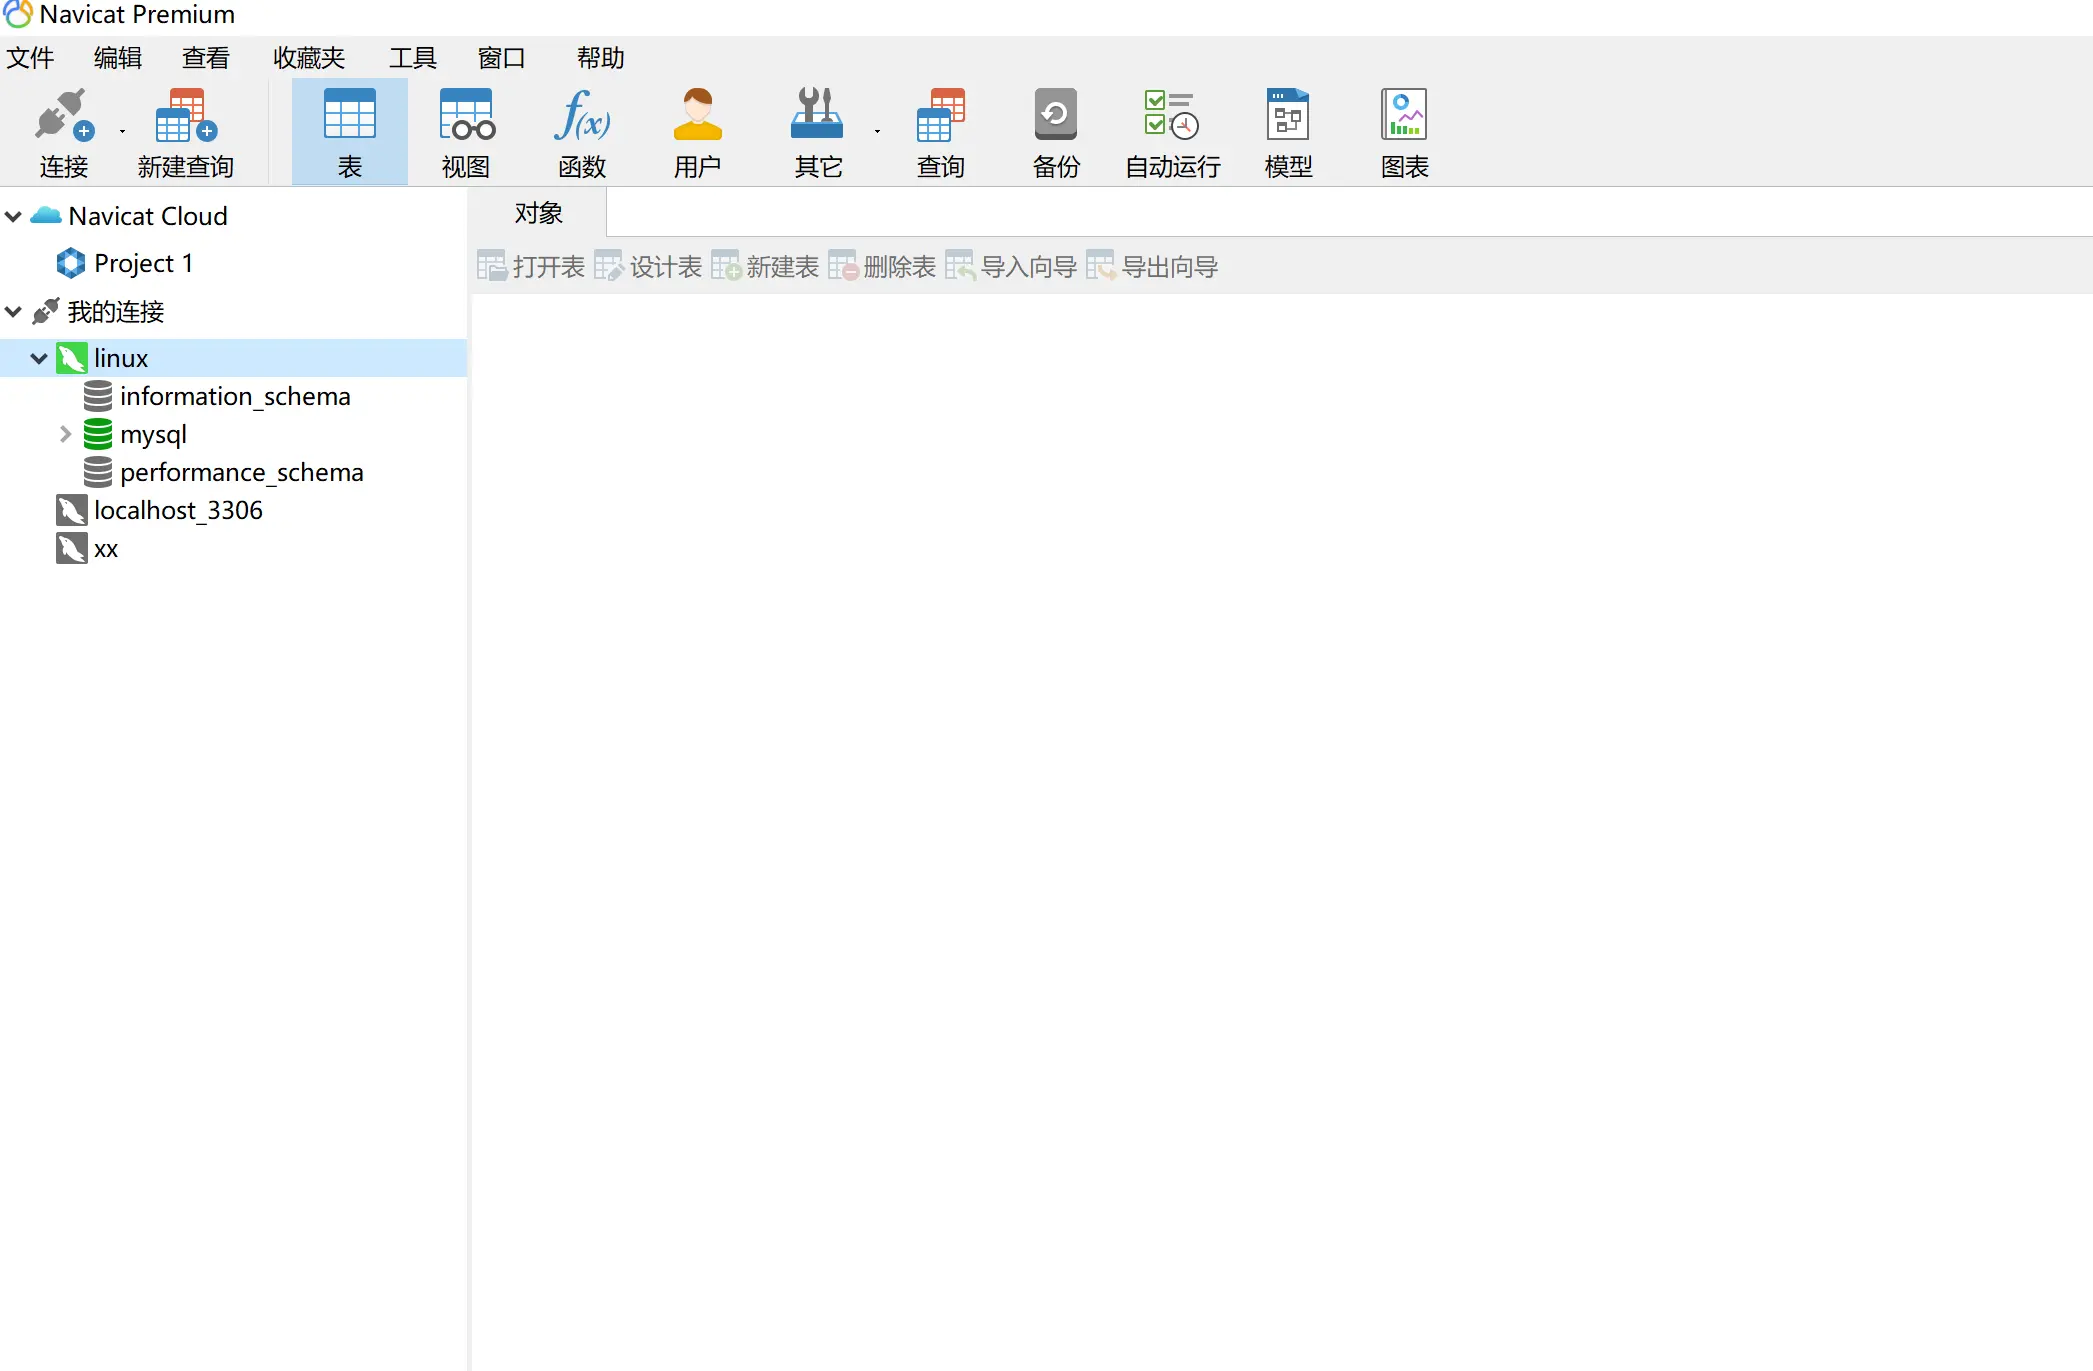 Navicat Premium
文件 编辑 查看 收藏夹 工具 窗口 帮助
连接 新建查询 表 视图 函数 用户 其它 查询 备份 自动运行 模型 图表
Navicat Cloud
Project 1
我的连接
linux
information_schema
mysql
performance_schema
localhost_3306
xx
对象
打开表 设计表 新建表 删除表 导入向导 导出向导